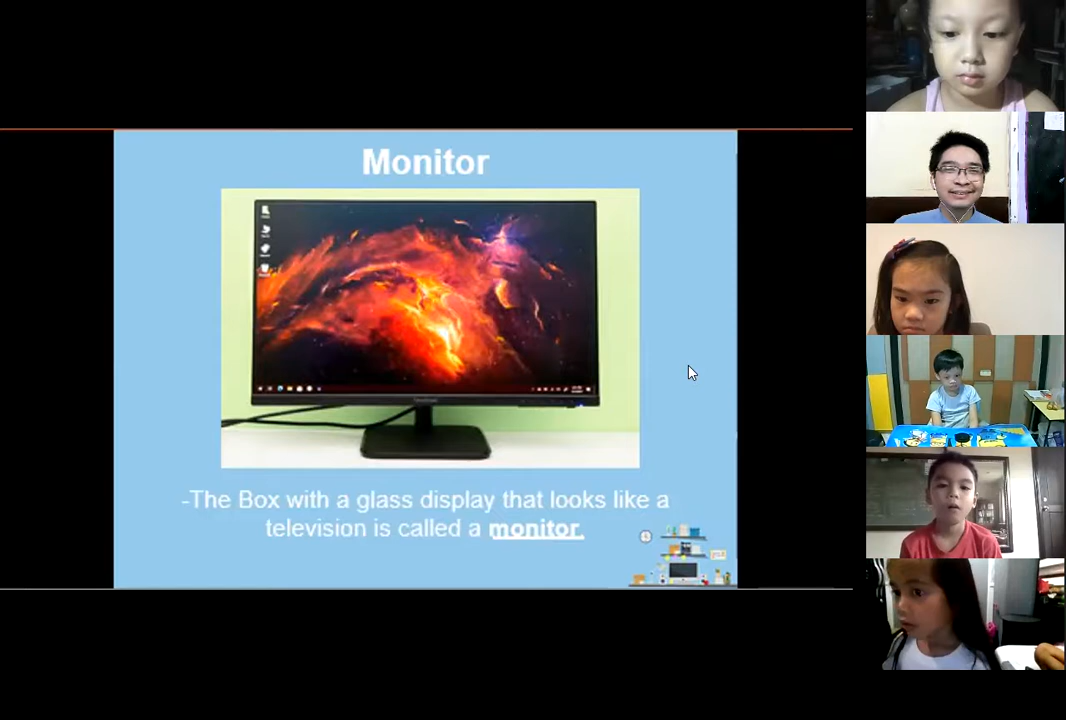 Monitor
-The Box with a glass display that looks like a
television is called a monitor.